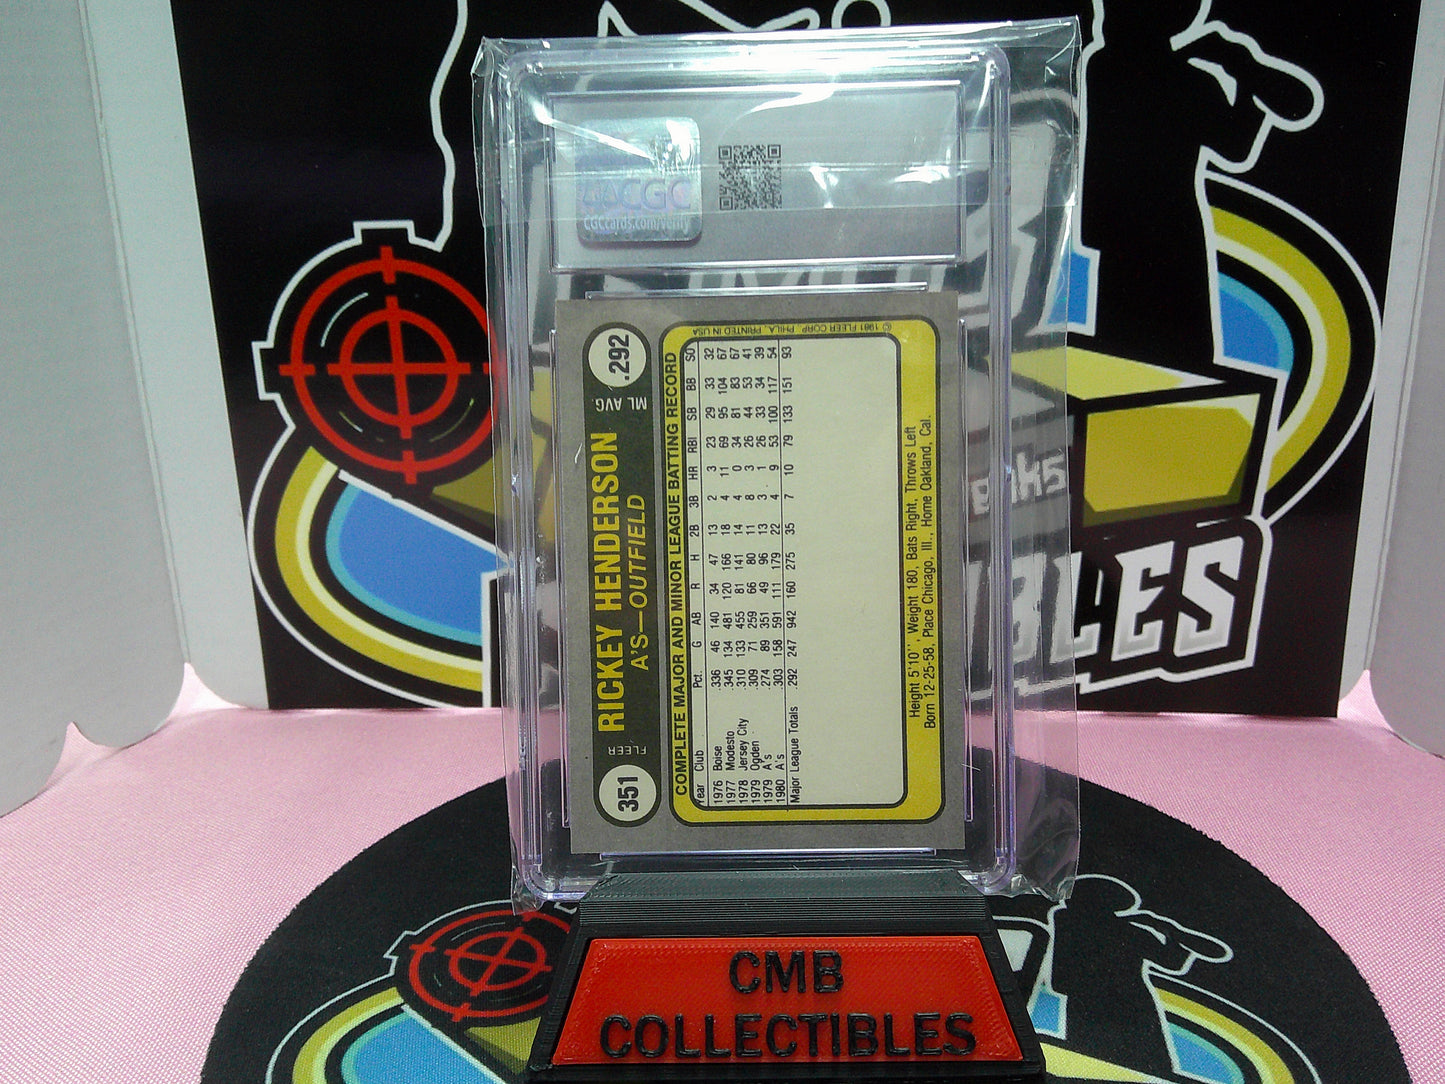 CGC
CGCcards.com/verify
351
FLEER
RICKEY HENDERSON
A'S—OUTFIELD
ML AVG.
.292
COMPLETE MAJOR AND MINOR LEAGUE BATTING RECORD
Year Club Pct. G AB R H 2B 3B HR RBI SB BB SO
1976 Boise .336 46 140 34 47 13 2 3 23 29 33 32
1977 Modesto .345 134 481 120 166 18 4 11 69 95 104 67
1978 Jersey City .310 133 455 81 141 14 4 0 34 81 83 67
1979 Ogden .309 71 259 66 80 11 8 3 26 44 53 41
1979 A's .274 89 351 49 96 13 3 1 26 33 34 39
1980 A's .303 158 591 111 179 22 4 9 53 100 117 54
Major League Totals .292 247 942 160 275 35 7 10 79 133 151 93
Height 5'10", Weight 180, Bats Right, Throws Left
Born 12-25-58, Place Chicago, Ill., Home Oakland, Cal.
© 1981 FLEER CORP., PHILA., PRINTED IN USA
CMB
COLLECTIBLES